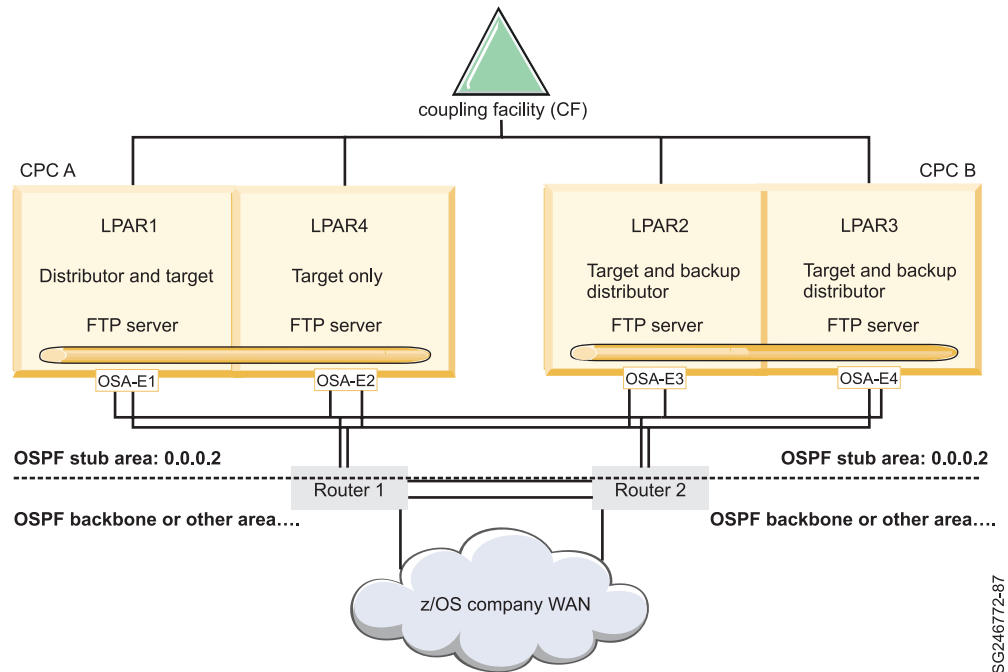 coupling facility (CF)
CPC A
CPC B
LPAR1
Distributor and target
FTP server
LPAR4
Target only
FTP server
LPAR2
Target and backup
distributor
FTP server
LPAR3
Target and backup
distributor
FTP server
OSA-E1
OSA-E2
OSA-E3
OSA-E4
OSPF stub area: 0.0.0.2
OSPF stub area: 0.0.0.2
Router 1
Router 2
OSPF backbone or other area....
OSPF backbone or other area....
z/OS company WAN
SG246772-87